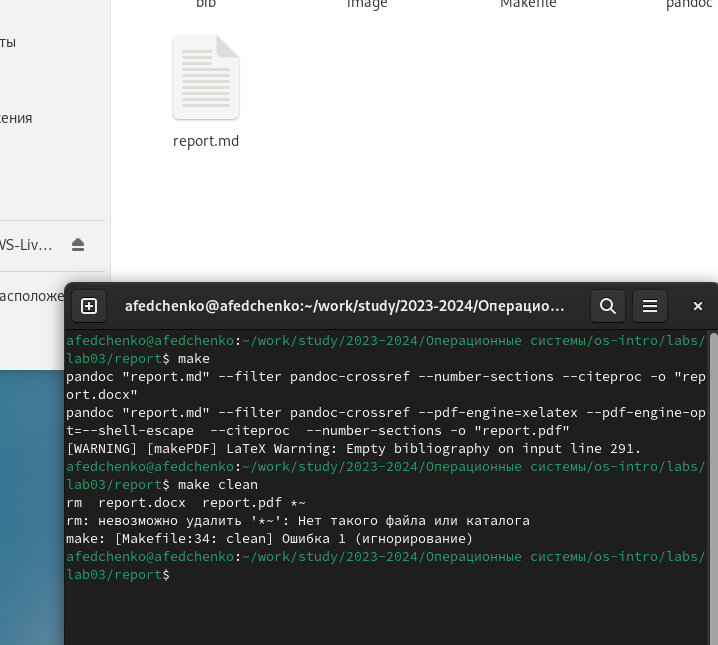 bib image Makefile pandoc
ты
report.md
жения
WS-Liv...
асположе
afedchenko@afedchenko:~/work/study/2023-2024/Операцио...
afedchenko@afedchenko:~/work/study/2023-2024/Операционные системы/os-intro/labs/
lab03/report$ make
pandoc "report.md" --filter pandoc-crossref --number-sections --citeproc -o "rep
ort.docx"
pandoc "report.md" --filter pandoc-crossref --pdf-engine=xelatex --pdf-engine-op
t=--shell-escape  --citeproc  --number-sections -o "report.pdf"
[WARNING] [makePDF] LaTeX Warning: Empty bibliography on input line 291.
afedchenko@afedchenko:~/work/study/2023-2024/Операционные системы/os-intro/labs/
lab03/report$ make clean
rm  report.docx  report.pdf *~
rm: невозможно удалить '*~': Нет такого файла или каталога
make: [Makefile:34: clean] Ошибка 1 (игнорирование)
afedchenko@afedchenko:~/work/study/2023-2024/Операционные системы/os-intro/labs/
lab03/report$